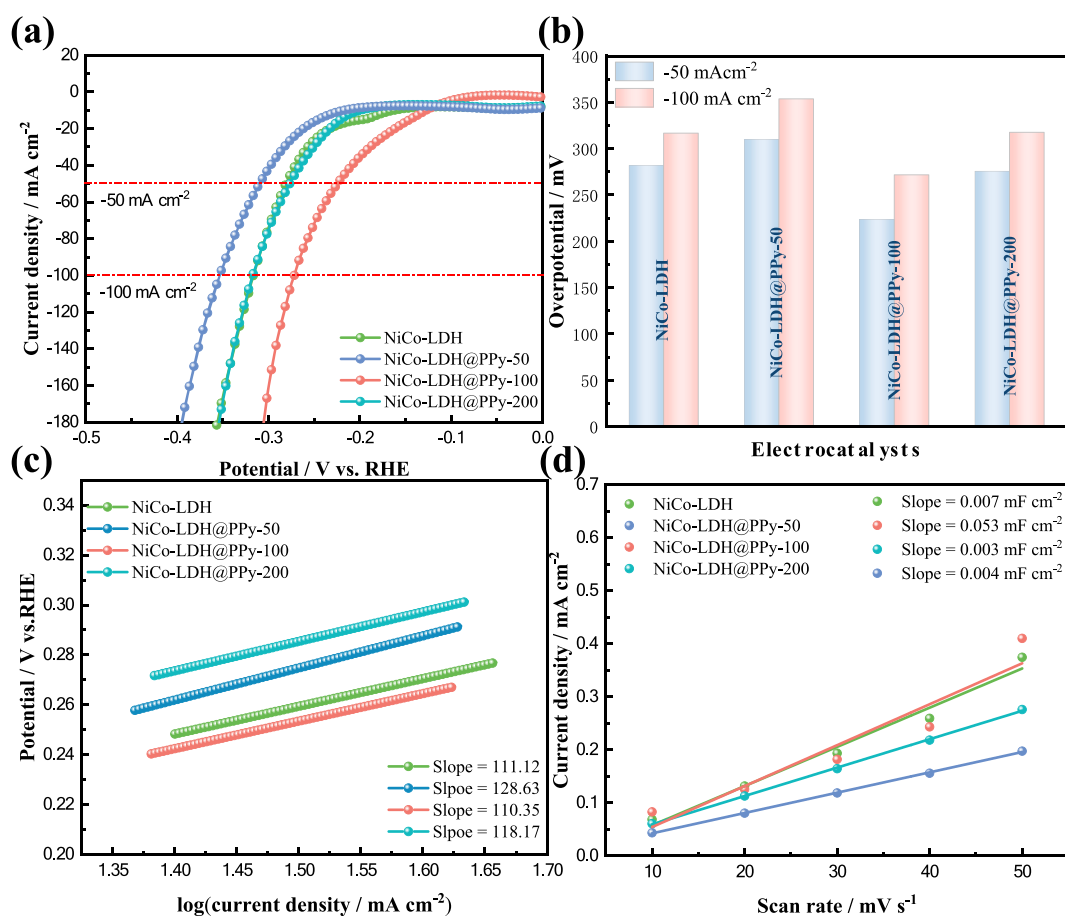 (a)
20
0
-20
-40
-60
-80
-100
-120
-140
-160
-180
Current density / mA cm⁻²
-50 mA cm⁻²
-100 mA cm⁻²
NiCo-LDH
NiCo-LDH@PPy-50
NiCo-LDH@PPy-100
NiCo-LDH@PPy-200
-0.5 -0.4 -0.3 -0.2 -0.1 0.0
Potential / V vs. RHE
(b)
400
350
300
250
200
150
100
50
0
Overpotential / mV
-50 mAcm⁻²
-100 mA cm⁻²
NiCo-LDH
NiCo-LDH@PPy-50
NiCo-LDH@PPy-100
NiCo-LDH@PPy-200
Electrocatalysts
(c)
0.34
0.32
0.30
0.28
0.26
0.24
0.22
0.20
Potential / V vs.RHE
NiCo-LDH
NiCo-LDH@PPy-50
NiCo-LDH@PPy-100
NiCo-LDH@PPy-200
Slope = 111.12
Slpoe = 128.63
Slope = 110.35
Slpoe = 118.17
1.35 1.40 1.45 1.50 1.55 1.60 1.65 1.70
log(current density / mA cm⁻²)
(d)
0.7
0.6
0.5
0.4
0.3
0.2
0.1
0.0
Current density / mA cm⁻²
NiCo-LDH
NiCo-LDH@PPy-50
NiCo-LDH@PPy-100
NiCo-LDH@PPy-200
Slope = 0.007 mF cm⁻²
Slope = 0.053 mF cm⁻²
Slope = 0.003 mF cm⁻²
Slope = 0.004 mF cm⁻²
10 20 30 40 50
Scan rate / mV s⁻¹